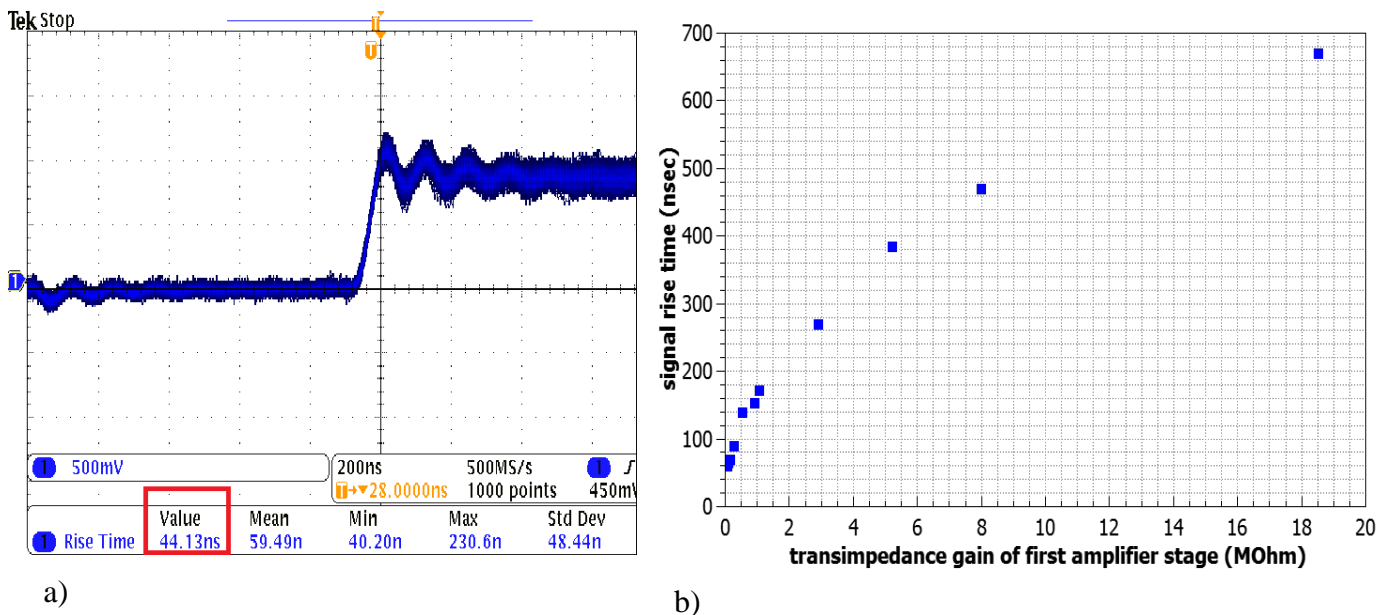 Tek Stop
T
T
1
1 500mV
200ns 500MS/s 1
T→▼28.0000ns 1000 points 450mV
Value Mean Min Max Std Dev
1 Rise Time 44.13ns 59.49n 40.20n 230.6n 48.44n
a)
700
600
500
400
300
200
100
0
signal rise time (nsec)
0 2 4 6 8 10 12 14 16 18 20
transimpedance gain of first amplifier stage (MOhm)
b)